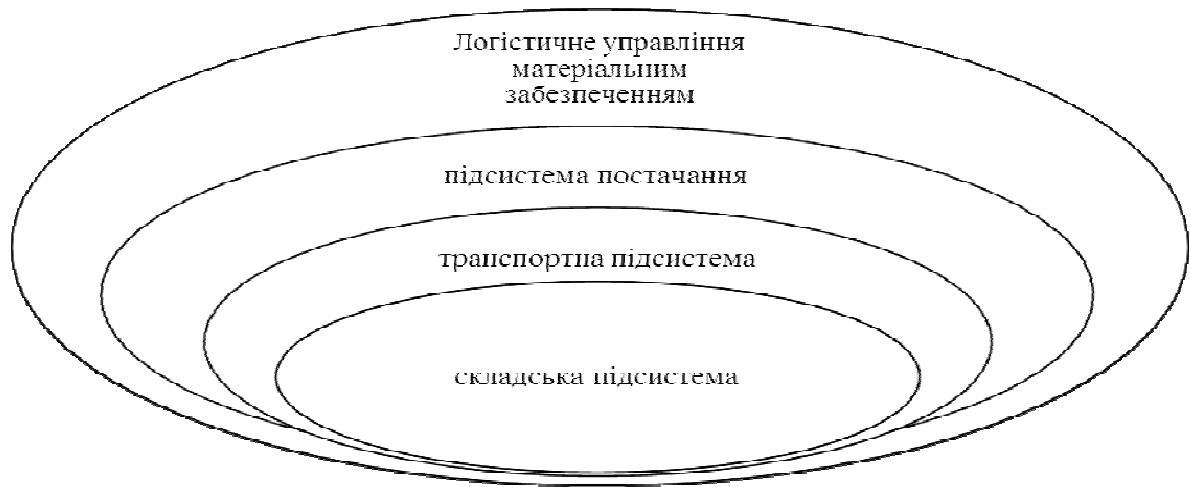 Логістичне управління
матеріальним
забезпеченням
підсистема постачання
транспортна підсистема
складська підсистема